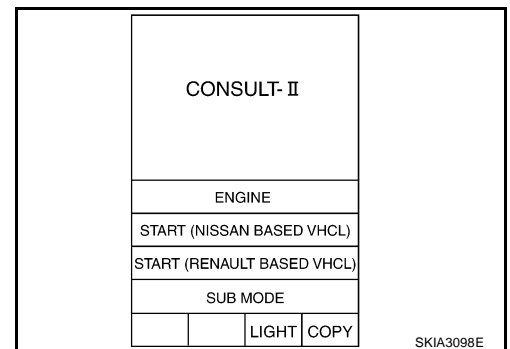 CONSULT-II
ENGINE
START (NISSAN BASED VHCL)
START (RENAULT BASED VHCL)
SUB MODE
LIGHT COPY
SKIA3098E